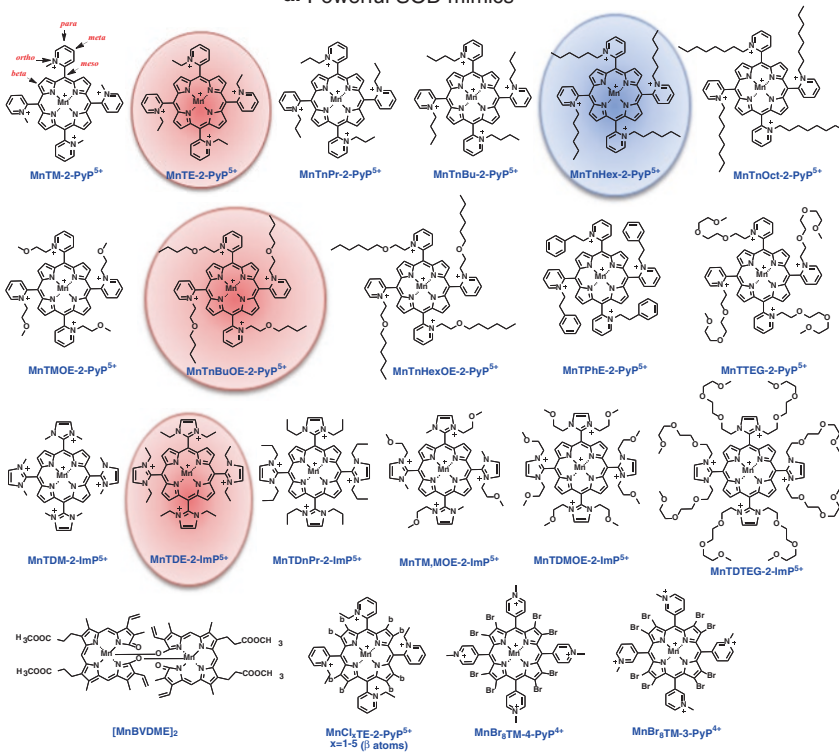 a. Powerful SOD mimics
para
meta
ortho
meso
beta
MnTM-2-PyP5+
MnTE-2-PyP5+
MnTnPr-2-PyP5+
MnTnBu-2-PyP5+
MnTnHex-2-PyP5+
MnTnOct-2-PyP5+
MnTMOE-2-PyP5+
MnTnBuOE-2-PyP5+
MnTnHexOE-2-PyP5+
MnTPhE-2-PyP5+
MnTTEG-2-PyP5+
MnTDM-2-ImP5+
MnTDE-2-ImP5+
MnTDnPr-2-ImP5+
MnTM,MOE-2-ImP5+
MnTDMOE-2-ImP5+
MnTDTEG-2-ImP5+
H3COOC
COOCH 3
H3COOC
COOCH 3
[MnBVDME]2
MnClxTE-2-PyP5+
x=1-5 (β atoms)
MnBr8TM-4-PyP4+
MnBr8TM-3-PyP4+